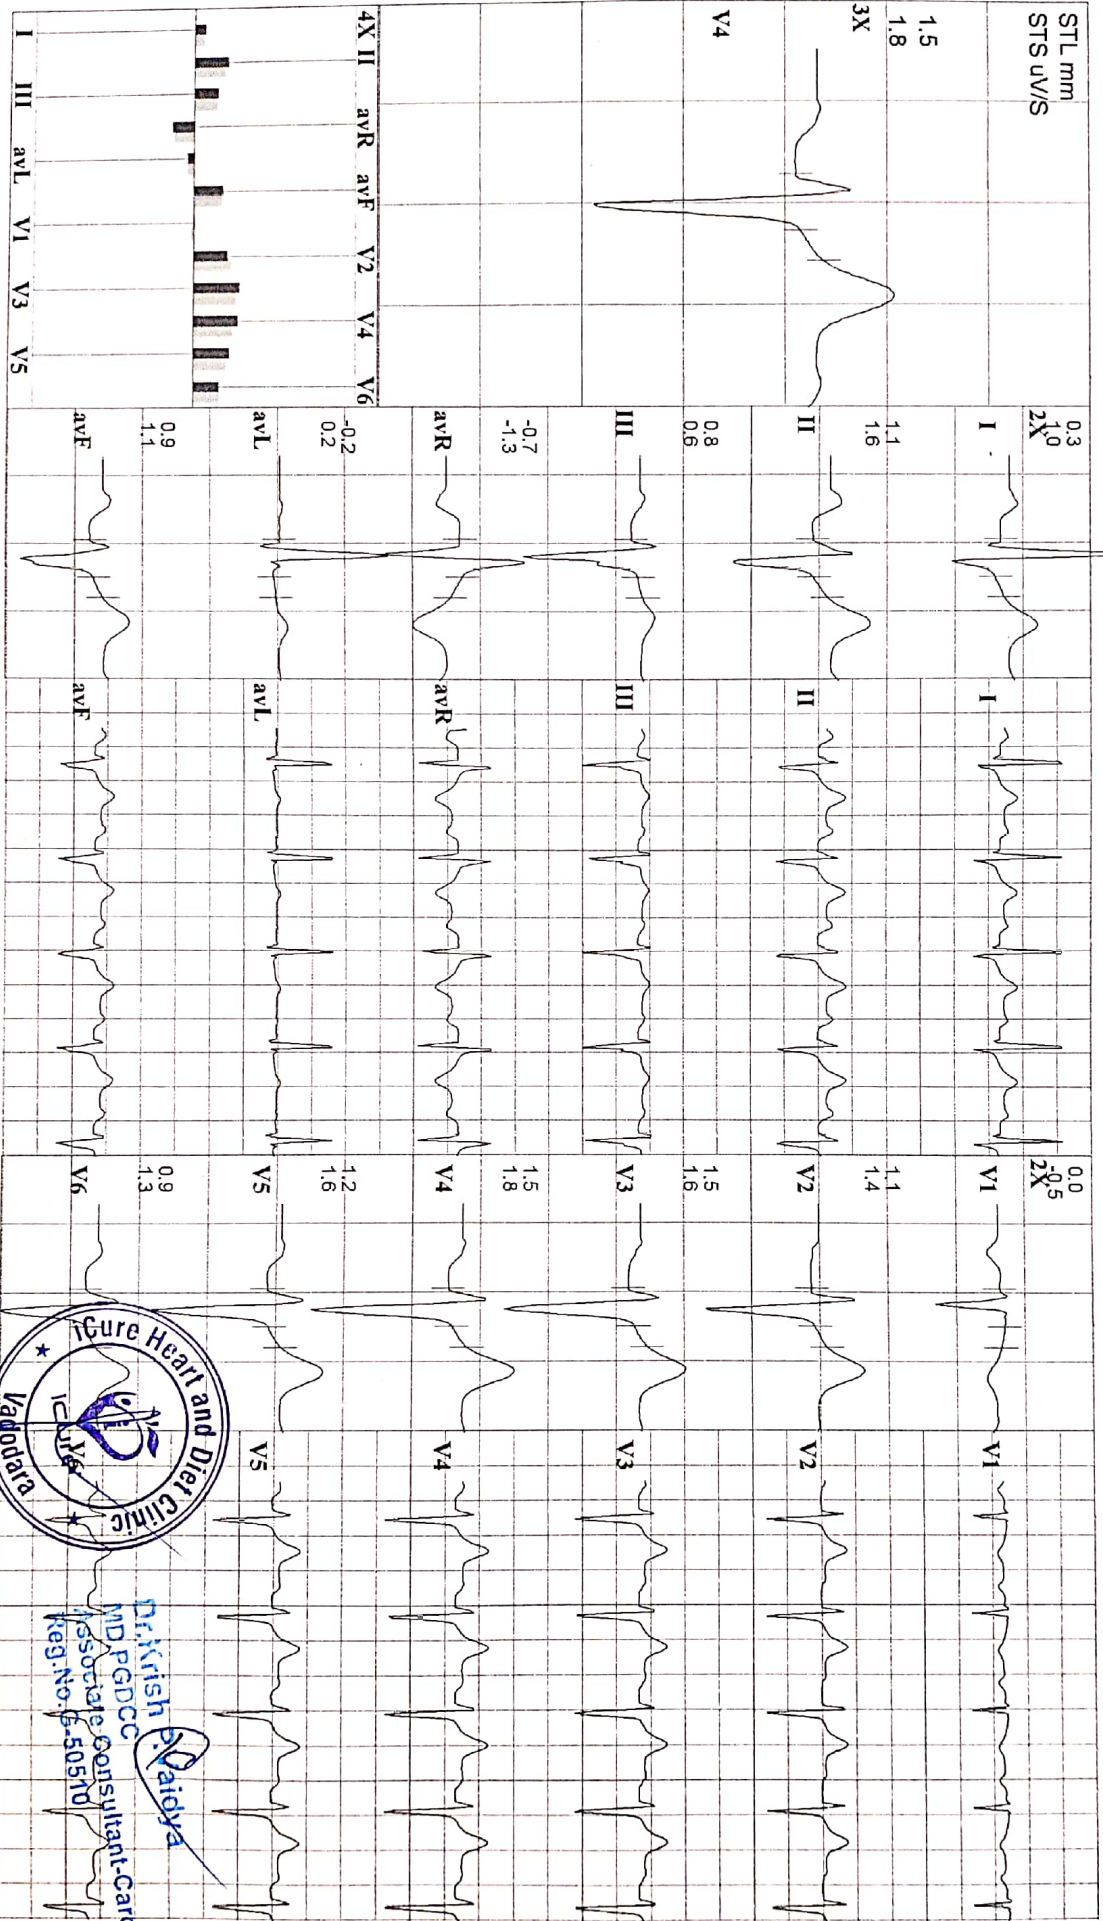 STL mm
STS uV/S
1.5
1.8
3X
V4
4X II avR avF V2 V4 V6
I III avL V1 V3 V5
0.3
1.0
2X
I
1.1
1.6
II
0.8
0.6
III
-0.7
-1.3
avR
-0.2
0.2
avL
0.9
1.1
avF
I
II
III
avR
avL
avF
0.0
-0.5
2X
V1
1.1
1.4
V2
1.5
1.6
V3
1.5
1.8
V4
1.2
1.6
V5
0.9
1.3
V6
V1
V2
V3
V4
V5
V6
iCure Heart and Diet Clinic
Vadodara
iCure
Dr.Krish P. Vaidya
MD,PGDCC
Associate Consultant-Card
Reg.No.G-50510